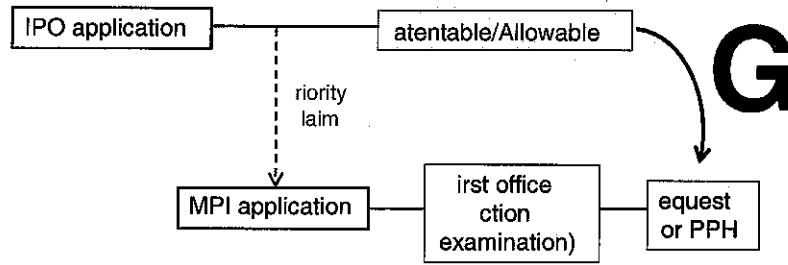 IPO application
atentable/Allowable
G
riority
laim
MPI application
irst office
ction
examination)
equest
or PPH